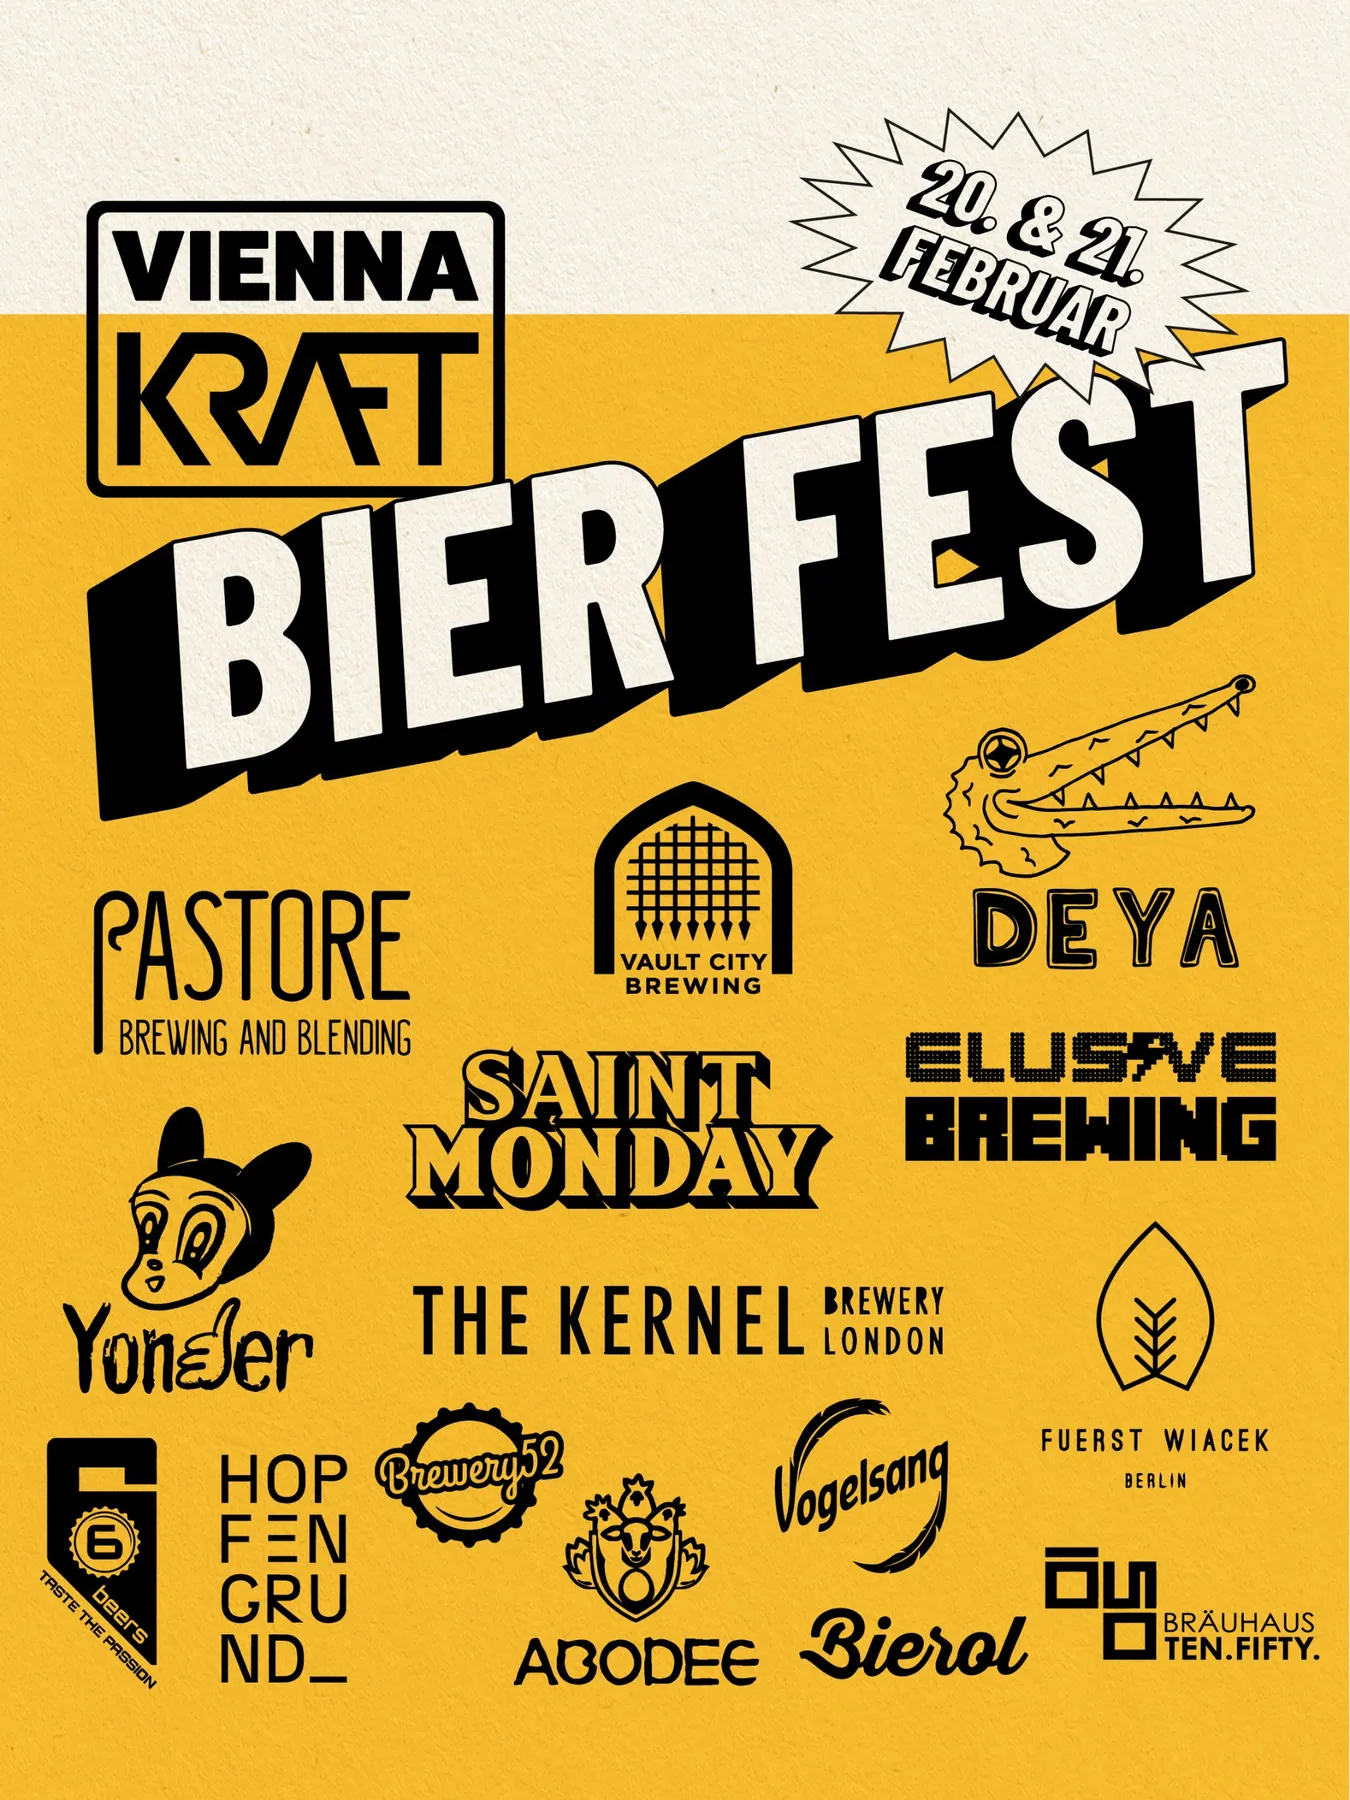 20. & 21.
FEBRUAR
VIENNA
KRAFT
BIER FEST
PASTORE
BREWING AND BLENDING
VAULT CITY
BREWING
DEYA
SAINT
MONDAY
ELUSIVE
BREWING
Yonder
THE KERNEL
BREWERY
LONDON
FUERST WIACEK
BERLIN
6
beers
TASTE THE PASSION
HOP
FEN
GRU
ND_
Brewery52
ABODEE
Vogelsang
Bierol
BRÄUHAUS
TEN.FIFTY.